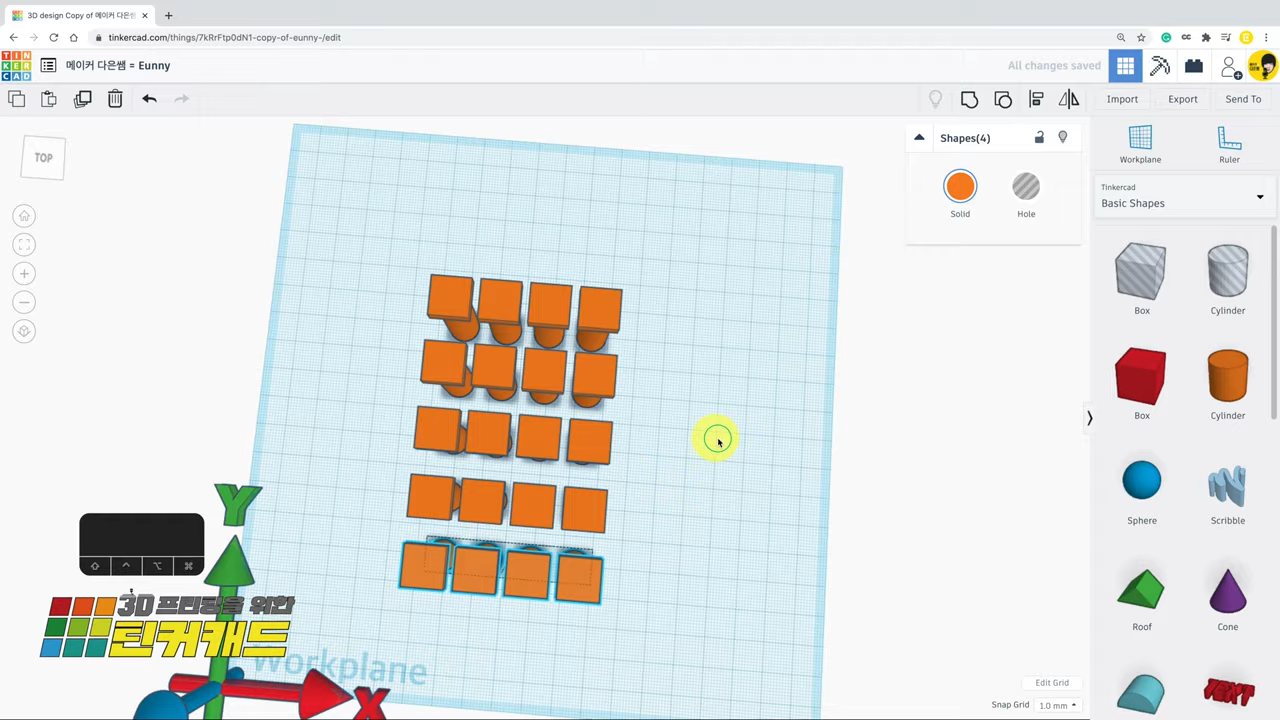 3D design Copy of 메이커 다은쌤
tinkercad.com/things/7kRrFtp0dN1-copy-of-eunny-/edit
TIN
KER
CAD
메이커 다은쌤 = Eunny
All changes saved
Import
Export
Send To
TOP
Shapes(4)
Solid
Hole
Workplane
Ruler
Tinkercad
Basic Shapes
Box
Cylinder
Box
Cylinder
Sphere
Scribble
Roof
Cone
TEXT
Y
X
3D 프린팅을 위한
틴커캐드
Workplane
Edit Grid
Snap Grid
1.0 mm